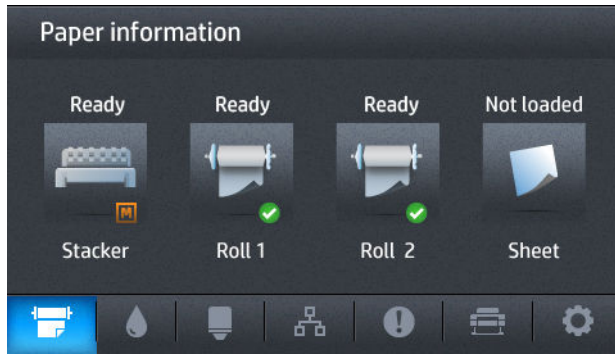 Paper information
Ready Ready Ready Not loaded
M
Stacker Roll 1 Roll 2 Sheet